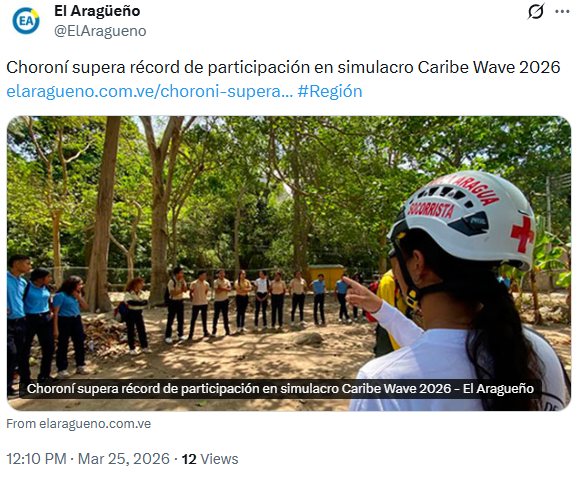 El Aragüeño
@ElAragueno
Choroní supera récord de participación en simulacro Caribe Wave 2026
elaragueno.com.ve/choroni-supera... #Región
EA
ARAGUA
SOCORRISTA
Choroní supera récord de participación en simulacro Caribe Wave 2026 - El Aragueño
From elaragueno.com.ve
12:10 PM · Mar 25, 2026 · 12 Views